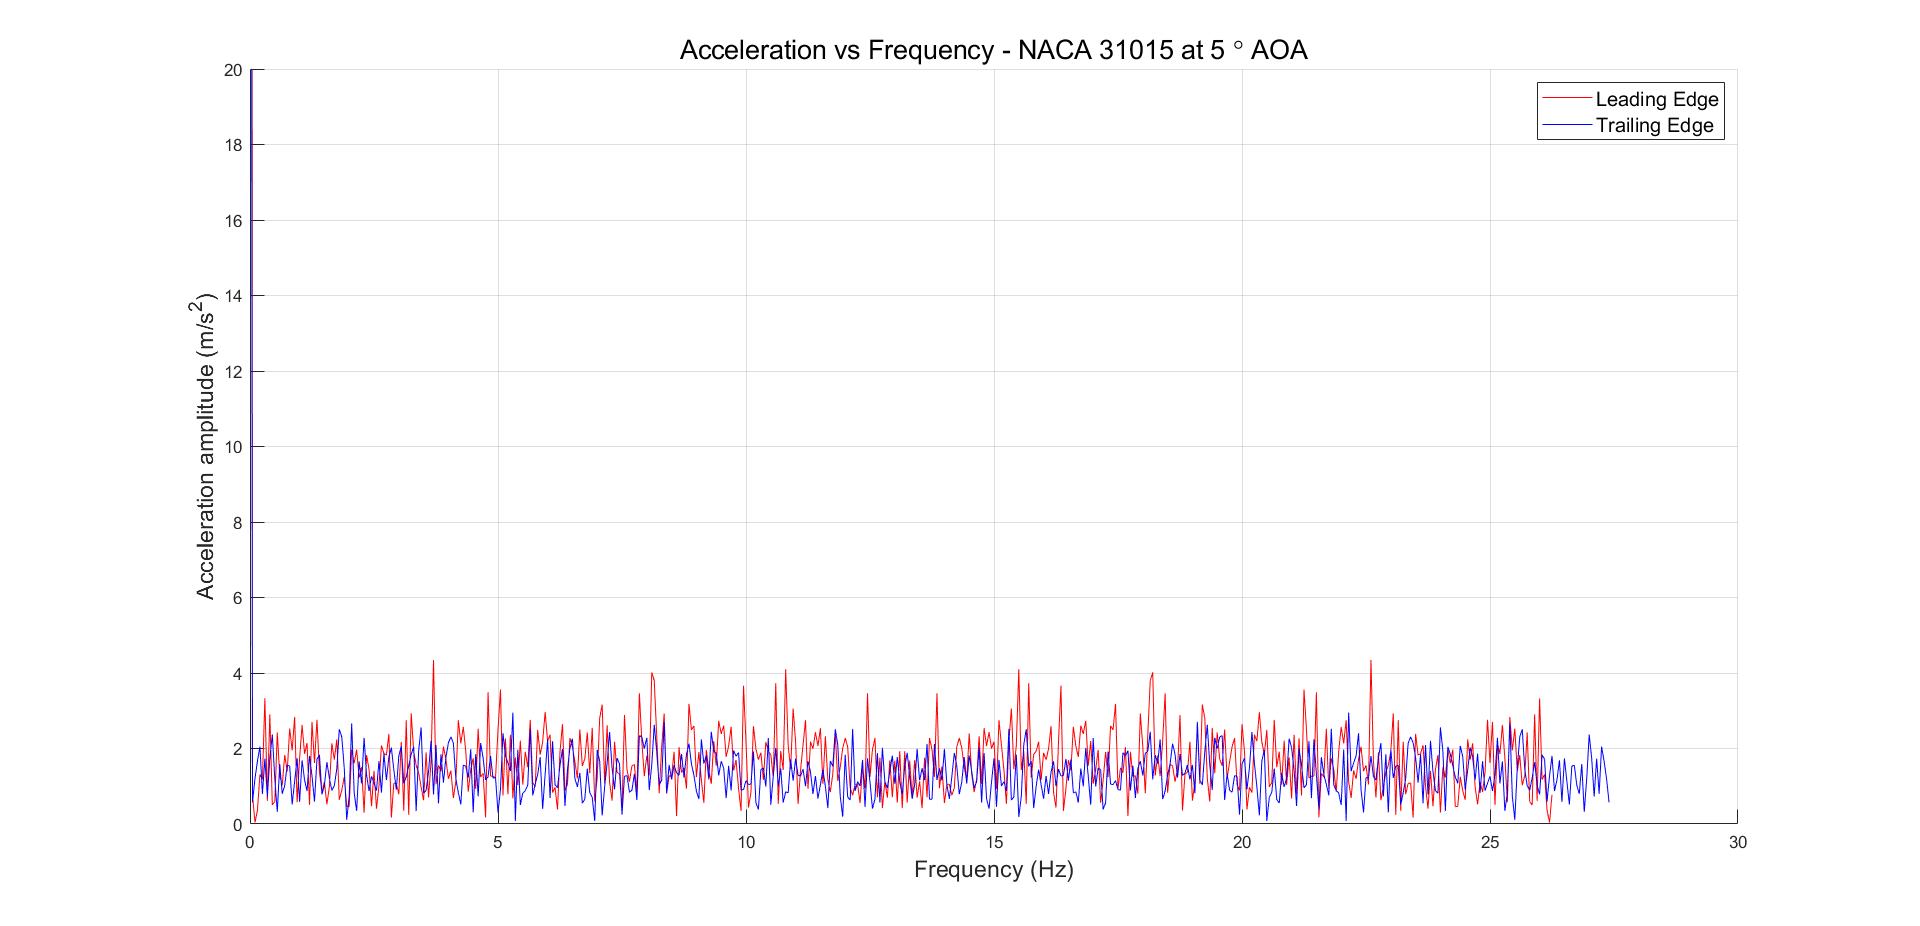 Acceleration vs Frequency - NACA 31015 at 5 ° AOA
Leading Edge
Trailing Edge
Acceleration amplitude (m/s²)
20
18
16
14
12
10
8
6
4
2
0
0 5 10 15 20 25 30
Frequency (Hz)